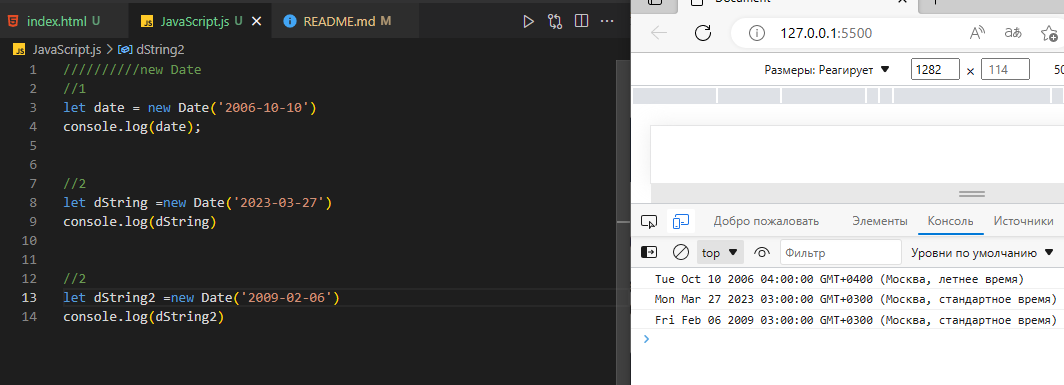 index.html U
JavaScript.js U
README.md M
JavaScript.js > dString2
1 //////////new Date
2 //1
3 let date = new Date('2006-10-10')
4 console.log(date);
5
6
7 //2
8 let dString =new Date('2023-03-27')
9 console.log(dString)
10
11
12 //2
13 let dString2 =new Date('2009-02-06')
14 console.log(dString2)
Document
127.0.0.1:5500
Размеры: Реагирует 1282 × 114 50
Добро пожаловать Элементы Консоль Источники
top Фильтр Уровни по умолчанию
Tue Oct 10 2006 04:00:00 GMT+0400 (Москва, летнее время)
Mon Mar 27 2023 03:00:00 GMT+0300 (Москва, стандартное время)
Fri Feb 06 2009 03:00:00 GMT+0300 (Москва, стандартное время)